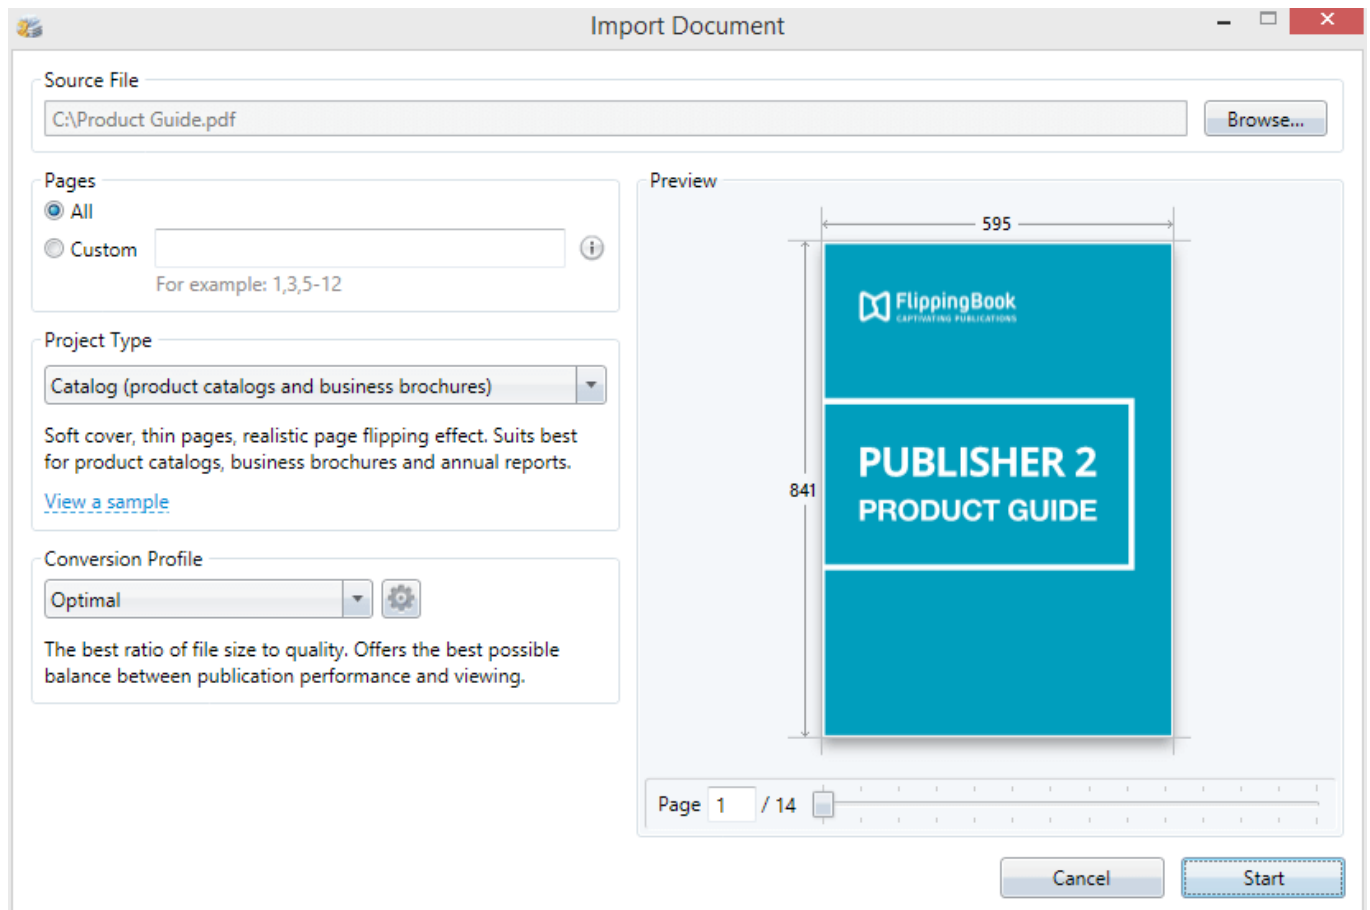 Import Document
Source File
C:\Product Guide.pdf
Browse...
Pages
All
Custom
For example: 1,3,5-12
Project Type
Catalog (product catalogs and business brochures)
Soft cover, thin pages, realistic page flipping effect. Suits best
for product catalogs, business brochures and annual reports.
View a sample
Conversion Profile
Optimal
The best ratio of file size to quality. Offers the best possible
balance between publication performance and viewing.
Preview
595
841
FlippingBook
CAPTIVATING PUBLICATIONS
PUBLISHER 2
PRODUCT GUIDE
Page 1 / 14
Cancel
Start